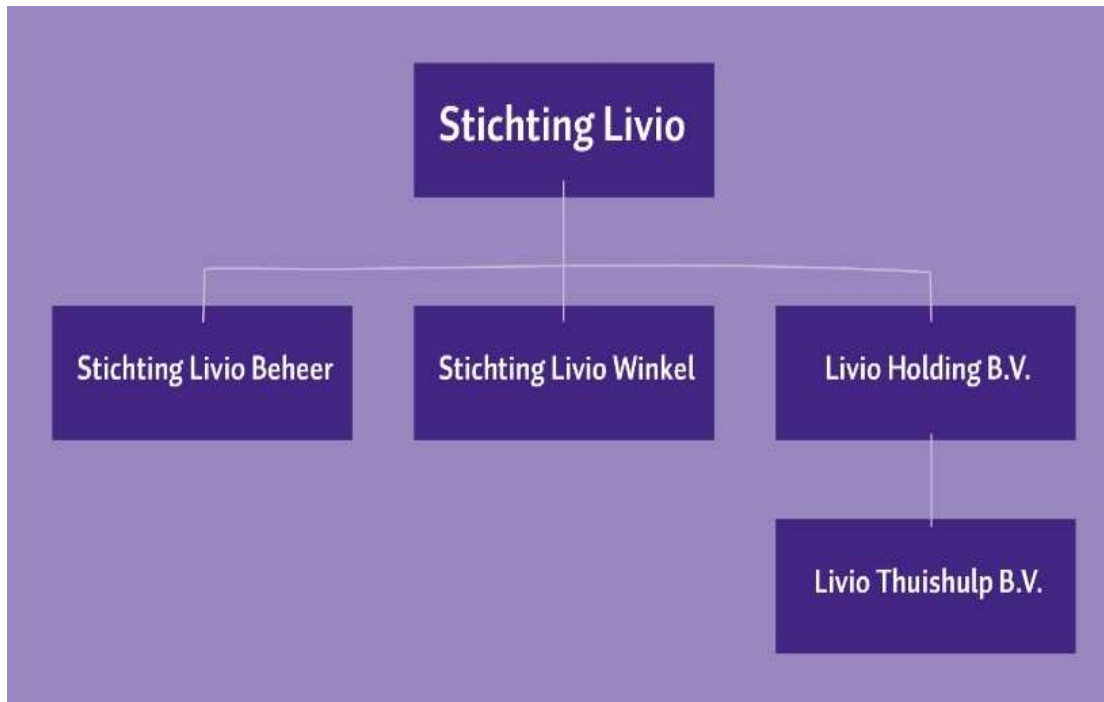 Stichting Livio
Stichting Livio Beheer
Stichting Livio Winkel
Livio Holding B.V.
Livio Thuishulp B.V.